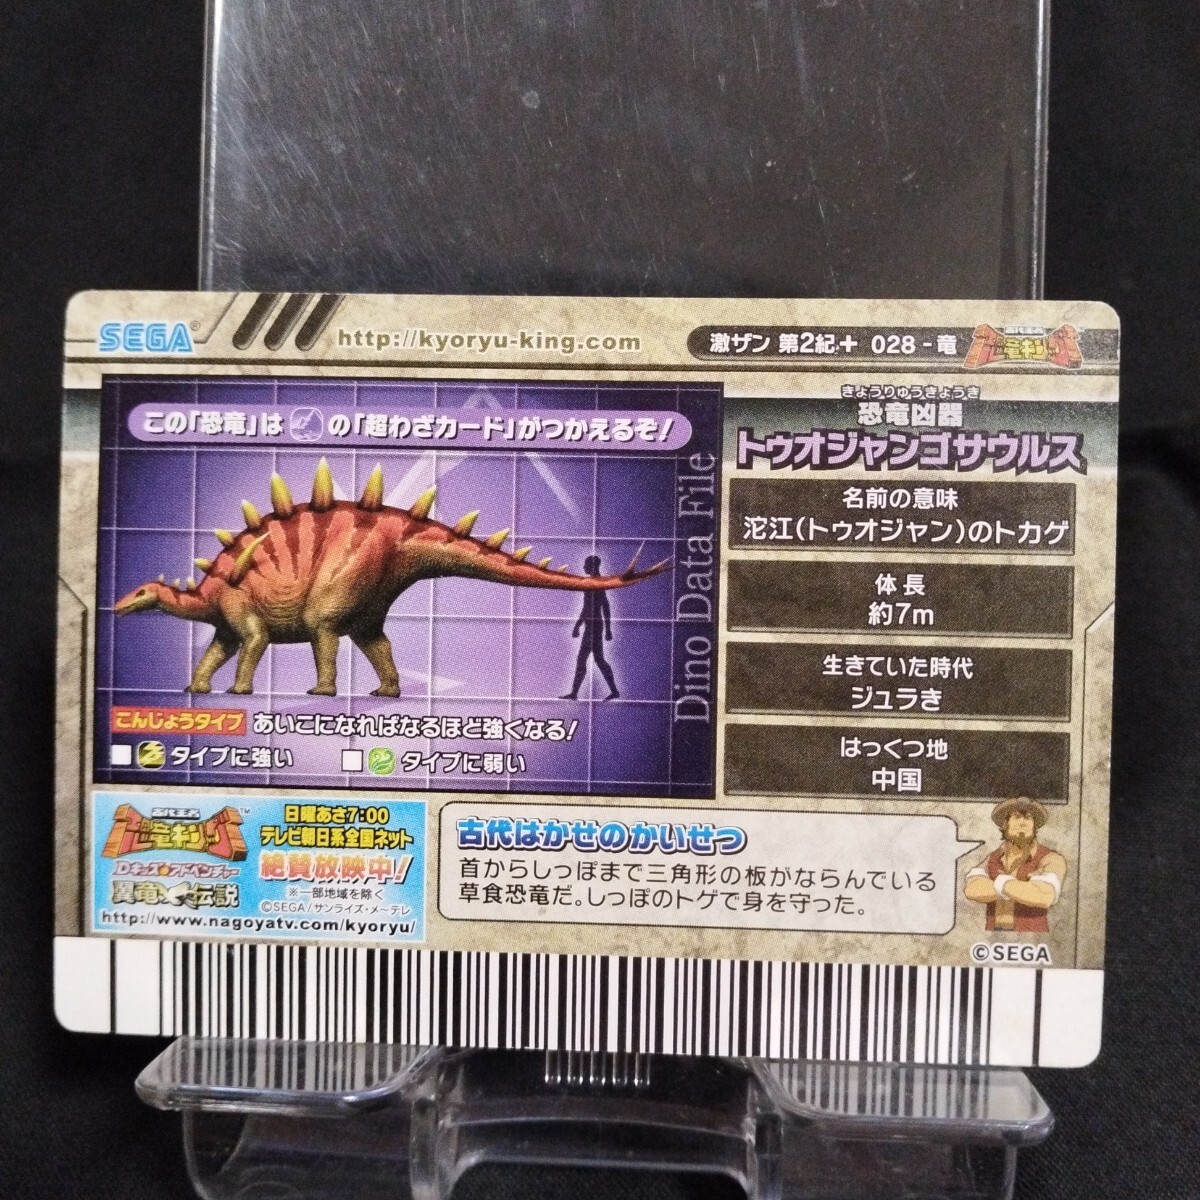 SEGA®
http://kyoryu-king.com
激ザン 第2紀+ 028-竜
古代王者
恐竜キング
TM
この「恐竜」は の「超わざカード」がつかえるぞ!
Dino Data File
こんじょうタイプ あいこになればなるほど強くなる!
タイプに強い
タイプに弱い
きょうりゅうきょうき
恐竜凶器
トゥオジャンゴサウルス
名前の意味
沱江(トゥオジャン)のトカゲ
体長
約7m
生きていた時代
ジュラき
はっくつ地
中国
古代王者
恐竜キング
TM
Dキッズ・アドベンチャー
翼竜伝説
日曜あさ7:00
テレビ朝日系全国ネット
絶賛放映中!
※一部地域を除く
©SEGA/サンライズ・メ〜テレ
http://www.nagoyatv.com/kyoryu/
古代はかせのかいせつ
首からしっぽまで三角形の板がならんでいる
草食恐竜だ。しっぽのトゲで身を守った。
©SEGA